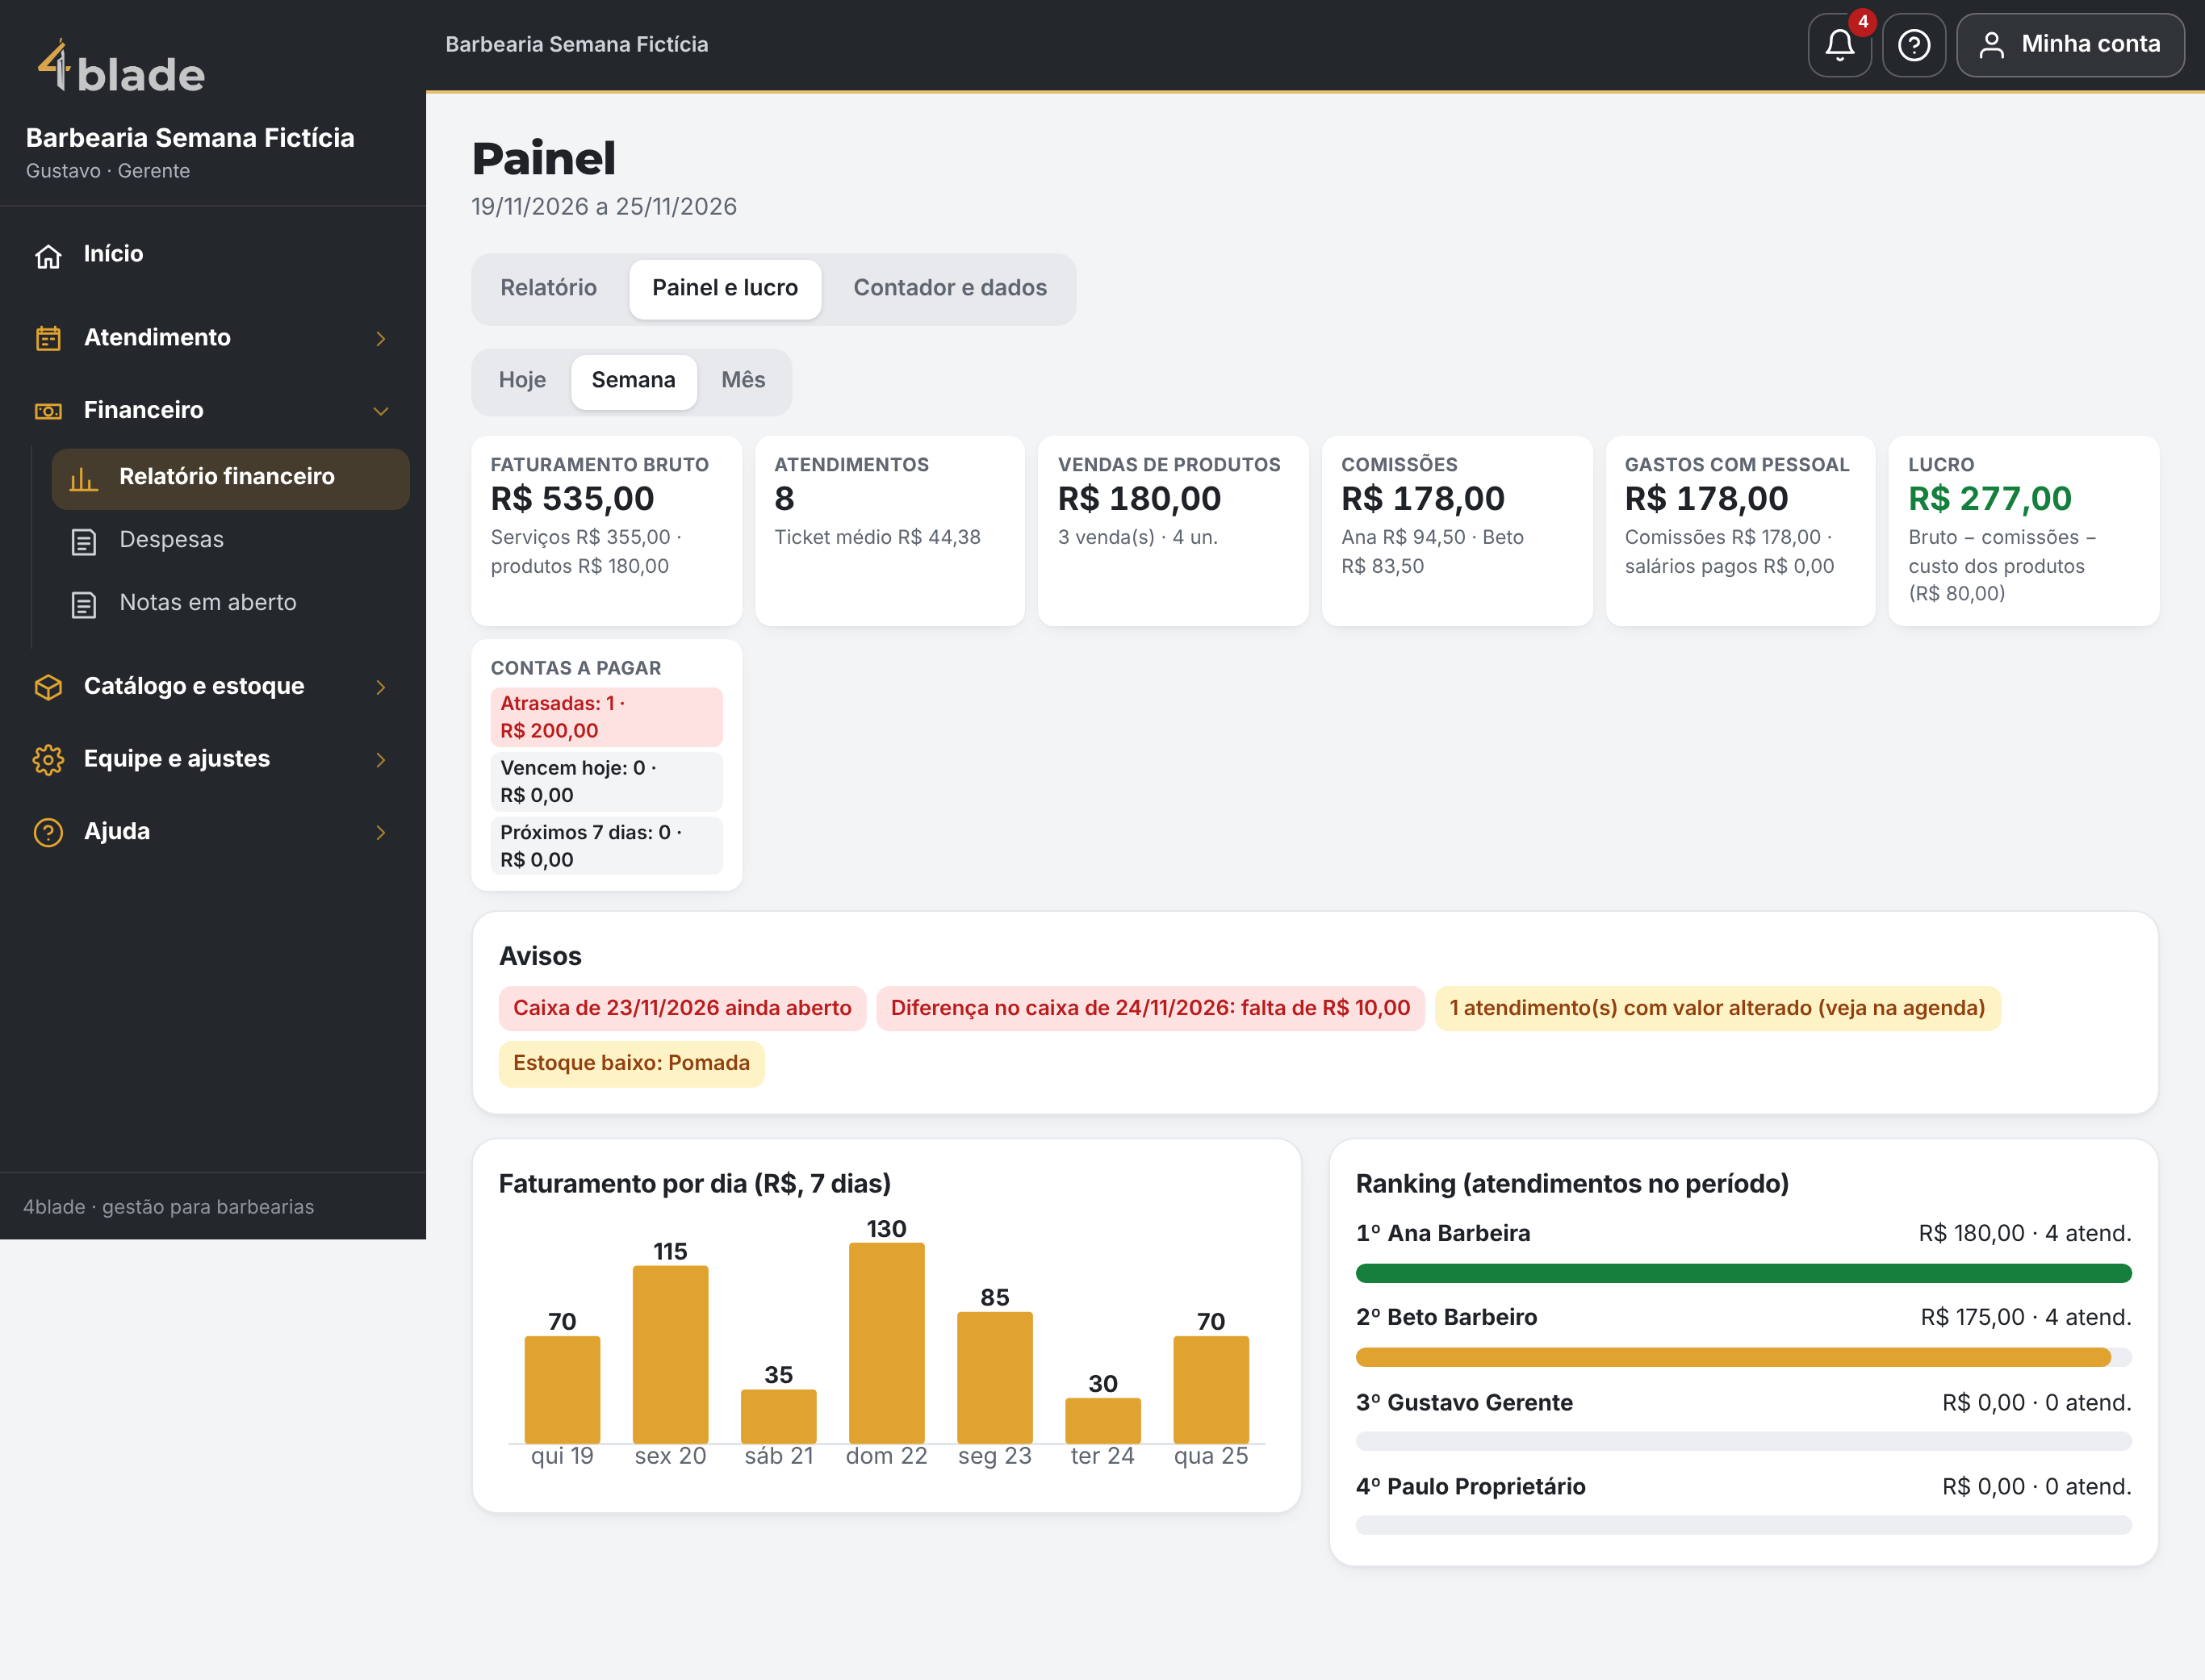 4blade
Barbearia Semana Fictícia
Gustavo · Gerente
Início
Atendimento
Financeiro
Relatório financeiro
Despesas
Notas em aberto
Catálogo e estoque
Equipe e ajustes
Ajuda
4blade · gestão para barbearias
Barbearia Semana Fictícia
4
Minha conta
Painel
19/11/2026 a 25/11/2026
Relatório
Painel e lucro
Contador e dados
Hoje
Semana
Mês
FATURAMENTO BRUTO
R$ 535,00
Serviços R$ 355,00 ·
produtos R$ 180,00
ATENDIMENTOS
8
Ticket médio R$ 44,38
VENDAS DE PRODUTOS
R$ 180,00
3 venda(s) · 4 un.
COMISSÕES
R$ 178,00
Ana R$ 94,50 · Beto
R$ 83,50
GASTOS COM PESSOAL
R$ 178,00
Comissões R$ 178,00 ·
salários pagos R$ 0,00
LUCRO
R$ 277,00
Bruto – comissões –
custo dos produtos
(R$ 80,00)
CONTAS A PAGAR
Atrasadas: 1 ·
R$ 200,00
Vencem hoje: 0 ·
R$ 0,00
Próximos 7 dias: 0 ·
R$ 0,00
Avisos
Caixa de 23/11/2026 ainda aberto
Diferença no caixa de 24/11/2026: falta de R$ 10,00
1 atendimento(s) com valor alterado (veja na agenda)
Estoque baixo: Pomada
Faturamento por dia (R$, 7 dias)
70
115
35
130
85
30
70
qui 19
sex 20
sáb 21
dom 22
seg 23
ter 24
qua 25
Ranking (atendimentos no período)
1º Ana Barbeira
R$ 180,00 · 4 atend.
2º Beto Barbeiro
R$ 175,00 · 4 atend.
3º Gustavo Gerente
R$ 0,00 · 0 atend.
4º Paulo Proprietário
R$ 0,00 · 0 atend.